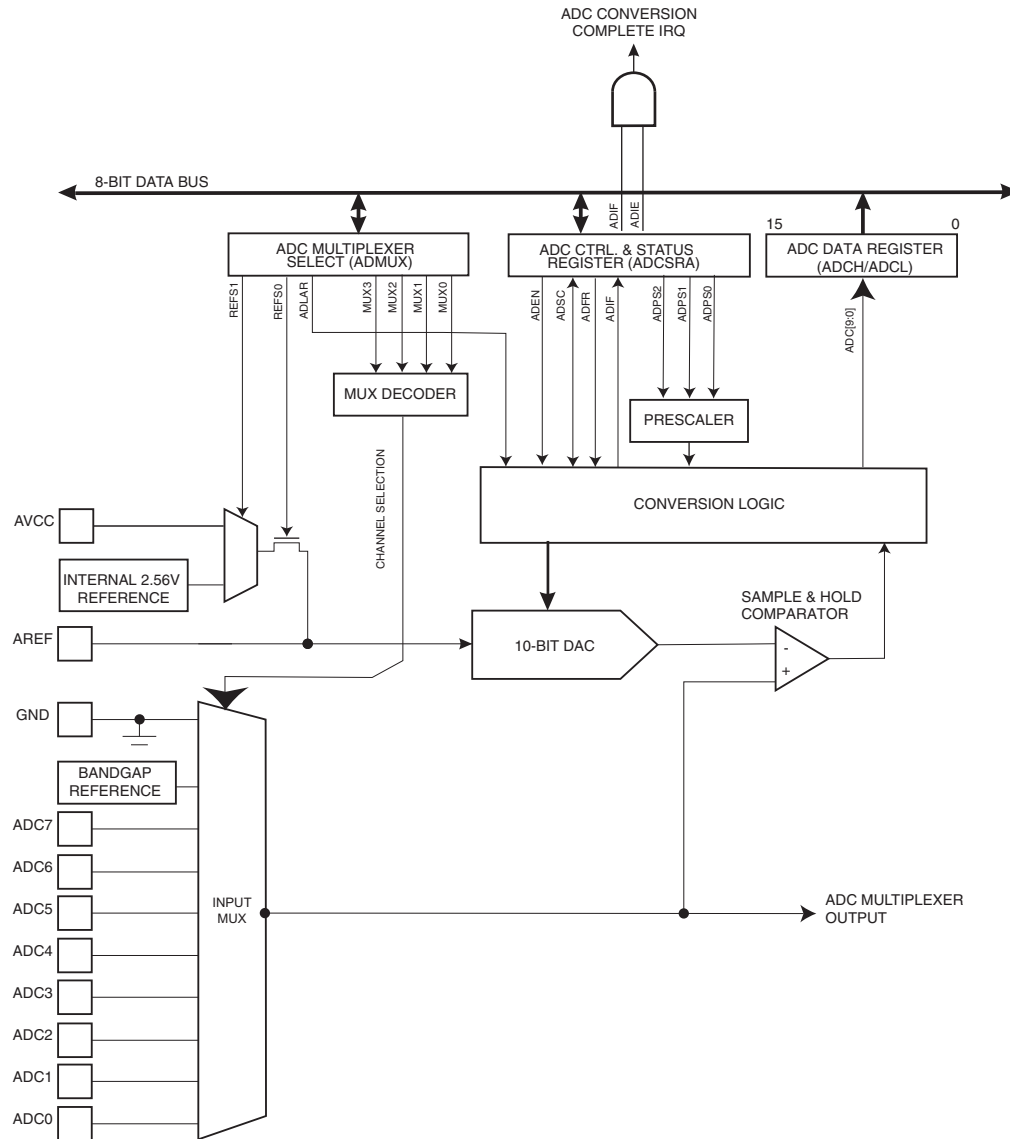 ADC CONVERSION
COMPLETE IRQ
8-BIT DATA BUS
ADIF
ADIE
15
0
ADC MULTIPLEXER
SELECT (ADMUX)
ADC CTRL. & STATUS
REGISTER (ADCSRA)
ADC DATA REGISTER
(ADCH/ADCL)
REFS1
REFS0
ADLAR
MUX3
MUX2
MUX1
MUX0
ADEN
ADSC
ADFR
ADIF
ADPS2
ADPS1
ADPS0
ADC[9:0]
MUX DECODER
PRESCALER
CHANNEL SELECTION
CONVERSION LOGIC
AVCC
INTERNAL 2.56V
REFERENCE
SAMPLE & HOLD
COMPARATOR
AREF
10-BIT DAC
-
+
GND
BANDGAP
REFERENCE
ADC7
ADC6
ADC5
ADC4
ADC3
ADC2
ADC1
ADC0
INPUT
MUX
ADC MULTIPLEXER
OUTPUT